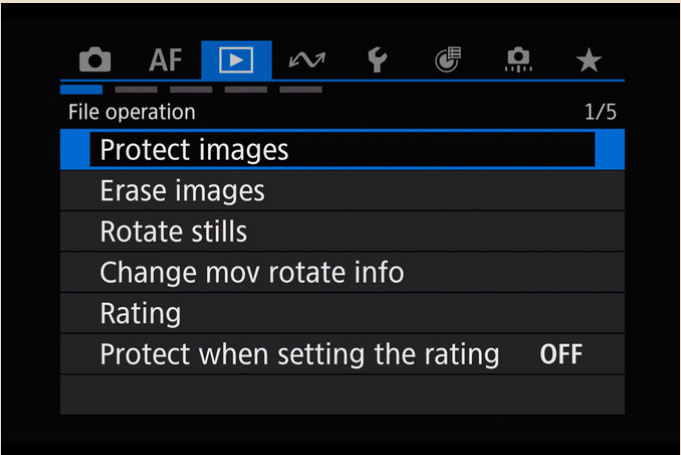 AF
File operation 1/5
Protect images
Erase images
Rotate stills
Change mov rotate info
Rating
Protect when setting the rating OFF